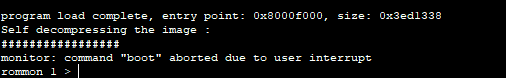 program load complete, entry point: 0x8000f000, size: 0x3ed1338
Self decompressing the image :
#################
monitor: command "boot" aborted due to user interrupt
rommon 1 >